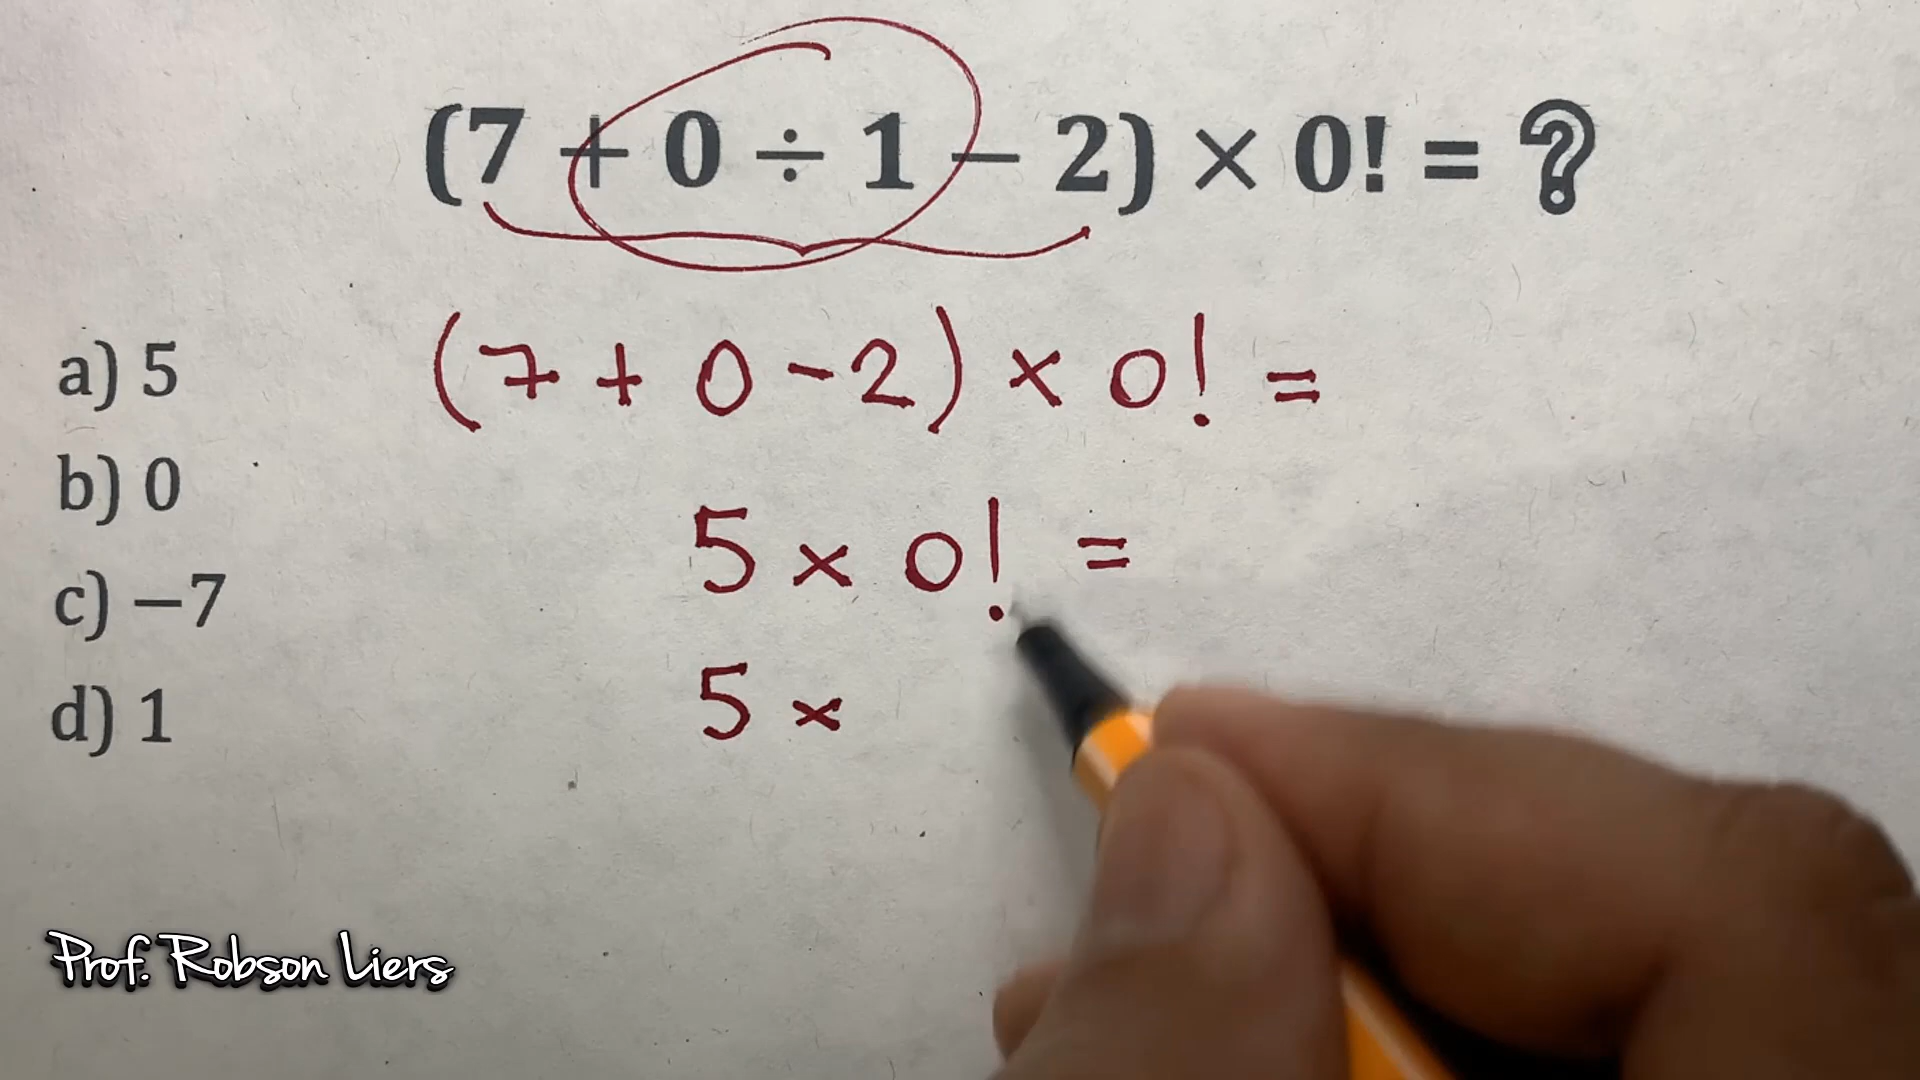 (7 + 0 ÷ 1 − 2) × 0! = ?
(7 + 0 - 2) × 0! =
a) 5
b) 0
5 × 0! =
c) −7
5 ×
d) 1
Prof. Robson Liers